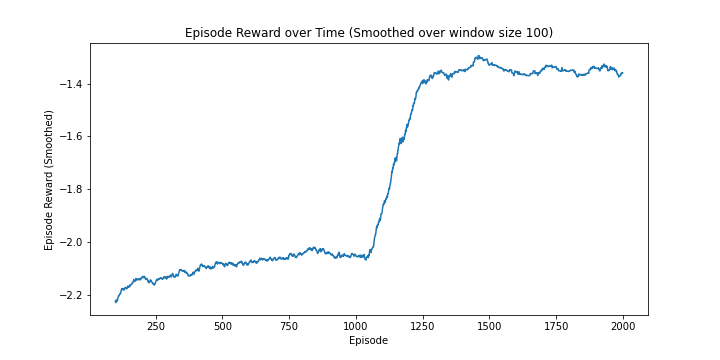 Episode Reward over Time (Smoothed over window size 100)
Episode Reward (Smoothed)
−1.4
−1.6
−1.8
−2.0
−2.2
250 500 750 1000 1250 1500 1750 2000
Episode